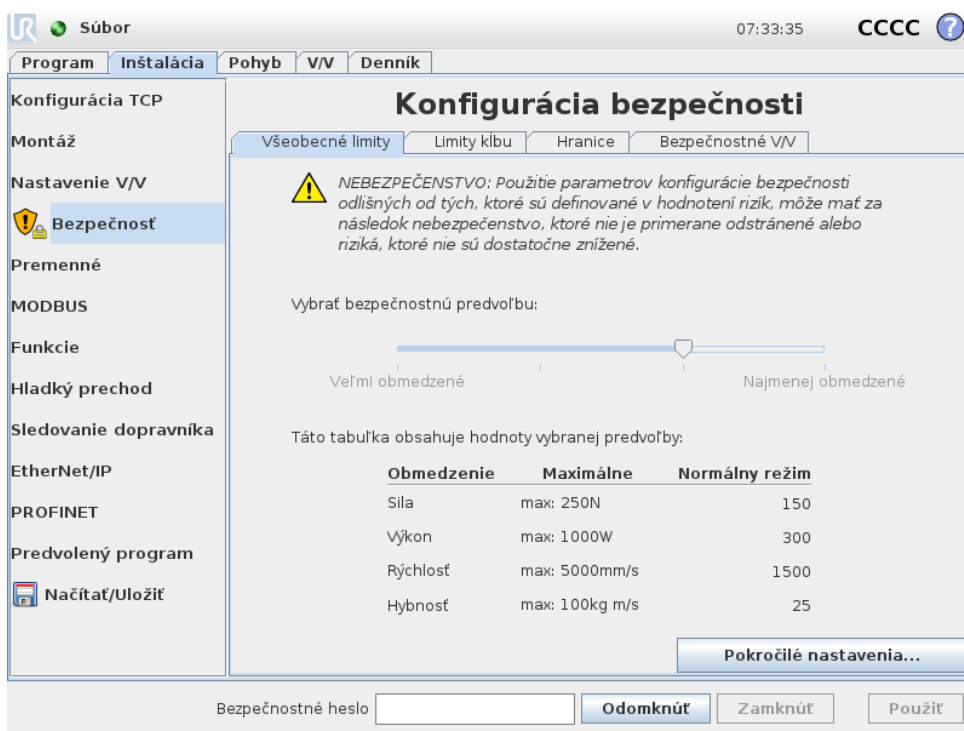 UR Súbor 07:33:35 CCCC ?
Program Inštalácia Pohyb V/V Denník
Konfigurácia TCP
Montáž
Nastavenie V/V
Bezpečnosť
Premenné
MODBUS
Funkcie
Hladký prechod
Sledovanie dopravníka
EtherNet/IP
PROFINET
Predvolený program
Načítať/Uložiť
Konfigurácia bezpečnosti
Všeobecné limity Limity kĺbu Hranice Bezpečnostné V/V
NEBEZPEČENSTVO: Použitie parametrov konfigurácie bezpečnosti
odlišných od tých, ktoré sú definované v hodnotení rizík, môže mať za
následok nebezpečenstvo, ktoré nie je primerane odstránené alebo
riziká, ktoré nie sú dostatočne znížené.
Vybrať bezpečnostnú predvoľbu:
Veľmi obmedzené Najmenej obmedzené
Táto tabuľka obsahuje hodnoty vybranej predvoľby:
Obmedzenie Maximálne Normálny režim
Sila max: 250N 150
Výkon max: 1000W 300
Rýchlosť max: 5000mm/s 1500
Hybnosť max: 100kg m/s 25
Pokročilé nastavenia...
Bezpečnostné heslo Odomknúť Zamknúť Použiť